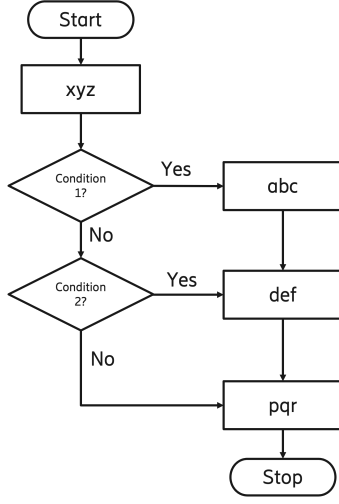 Start
xyz
Condition
1?
Yes
abc
No
Condition
2?
Yes
def
No
pqr
Stop